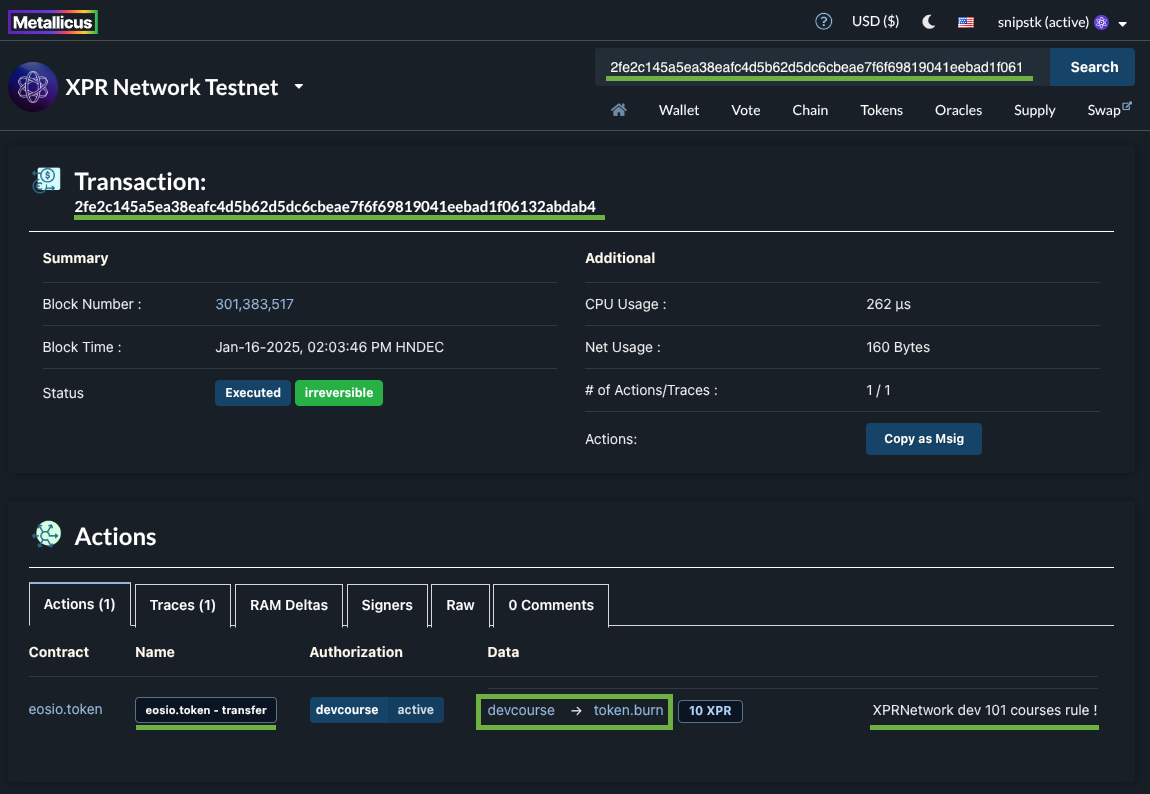 Metallicus
USD ($)
snipstk (active)
XPR Network Testnet
2fe2c145a5ea38eafc4d5b62d5dc6cbeae7f6f69819041eebad1f061
Search
Wallet Vote Chain Tokens Oracles Supply Swap
Transaction:
2fe2c145a5ea38eafc4d5b62d5dc6cbeae7f6f69819041eebad1f06132abdab4
Summary
Block Number : 301,383,517
Block Time : Jan-16-2025, 02:03:46 PM HNDEC
Status Executed irreversible
Additional
CPU Usage : 262 µs
Net Usage : 160 Bytes
# of Actions/Traces : 1 / 1
Actions: Copy as Msig
Actions
Actions (1) Traces (1) RAM Deltas Signers Raw 0 Comments
Contract Name Authorization Data
eosio.token eosio.token - transfer devcourse active devcourse → token.burn 10 XPR XPRNetwork dev 101 courses rule !